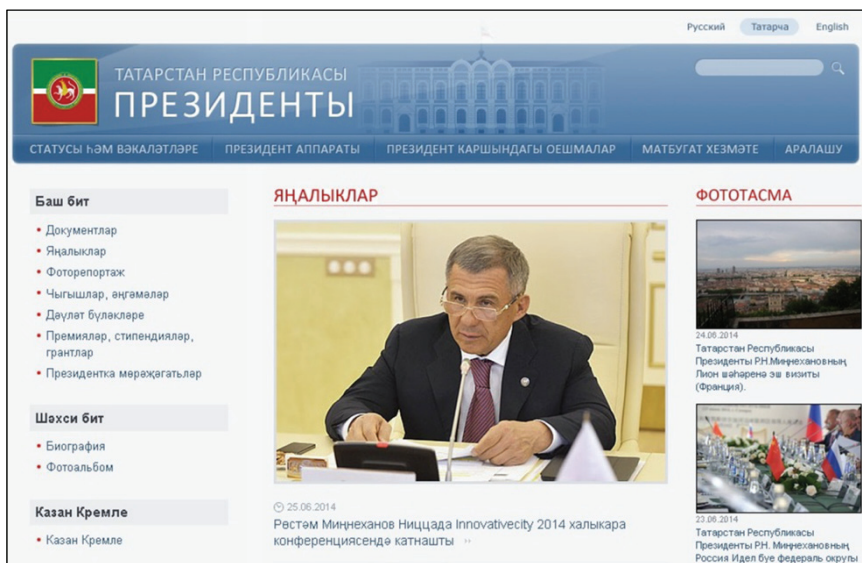 Русский Татарча English
ТАТАРСТАН РЕСПУБЛИКАСЫ
ПРЕЗИДЕНТЫ
СТАТУСЫ ҺӘМ ВӘКАЛӘТЛӘРЕ ПРЕЗИДЕНТ АППАРАТЫ ПРЕЗИДЕНТ КАРШЫНДАГЫ ОЕШМАЛАР МАТБУГАТ ХЕЗМӘТЕ АРАЛАШУ
Баш бит
Документлар
Яңалыклар
Фоторепортаж
Чыгышлар, әңгәмәләр
Дәүләт бүләкләре
Премияләр, стипендияләр,
грантлар
Президентка мөрәҗәгатьләр
Шәхси бит
Биография
Фотоальбом
Казан Кремле
Казан Кремле
ЯҢАЛЫКЛАР
25.06.2014
Рөстәм Миңнеханов Ниццада Innovativecity 2014 халыкара
конференциясендә катнашты »
ФОТОТАСМА
24.06.2014
Татарстан Республикасы
Президенты Р.Н.Миңнехановның
Лион шәһәренә эш визиты
(Франция).
23.06.2014
Татарстан Республикасы
Президенты Р.Н. Миңнехановның
Россия Идел буе федераль округы